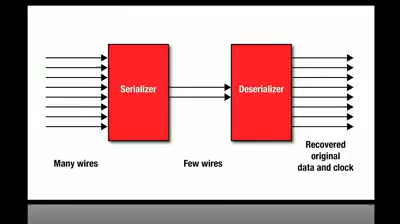 Serializer
Deserializer
Many wires
Few wires
Recovered
original
data and clock